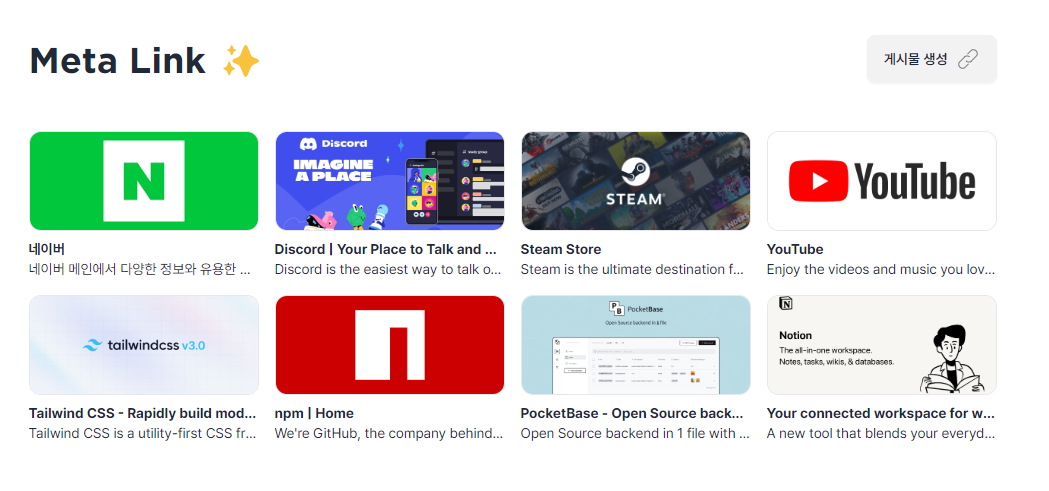 Meta Link
게시물 생성
N
Discord
IMAGINE
A PLACE
STEAM
YouTube
네이버
네이버 메인에서 다양한 정보와 유용한 ...
Discord | Your Place to Talk and ...
Discord is the easiest way to talk o...
Steam Store
Steam is the ultimate destination f...
YouTube
Enjoy the videos and music you lov...
tailwindcss v3.0
PB PocketBase
Open Source backend in 1 file
Notion
The all-in-one workspace.
Notes, tasks, wikis, & databases.
Tailwind CSS - Rapidly build mod...
Tailwind CSS is a utility-first CSS fr...
npm | Home
We're GitHub, the company behind...
PocketBase - Open Source back...
Open Source backend in 1 file with ...
Your connected workspace for w...
A new tool that blends your everyd...